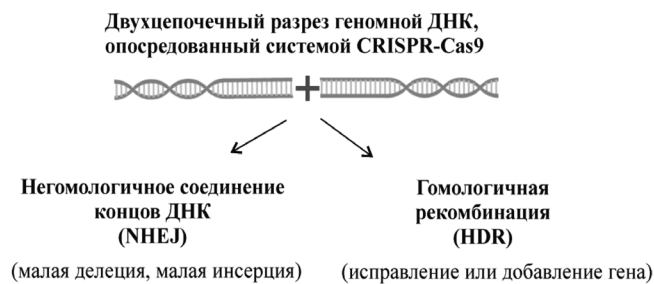 Двухцепочечный разрез геномной ДНК,
опосредованный системой CRISPR-Cas9
Негомологичное соединение
концов ДНК
(NHEJ)
(малая делеция, малая инсерция)
Гомологичная
рекомбинация
(HDR)
(исправление или добавление гена)